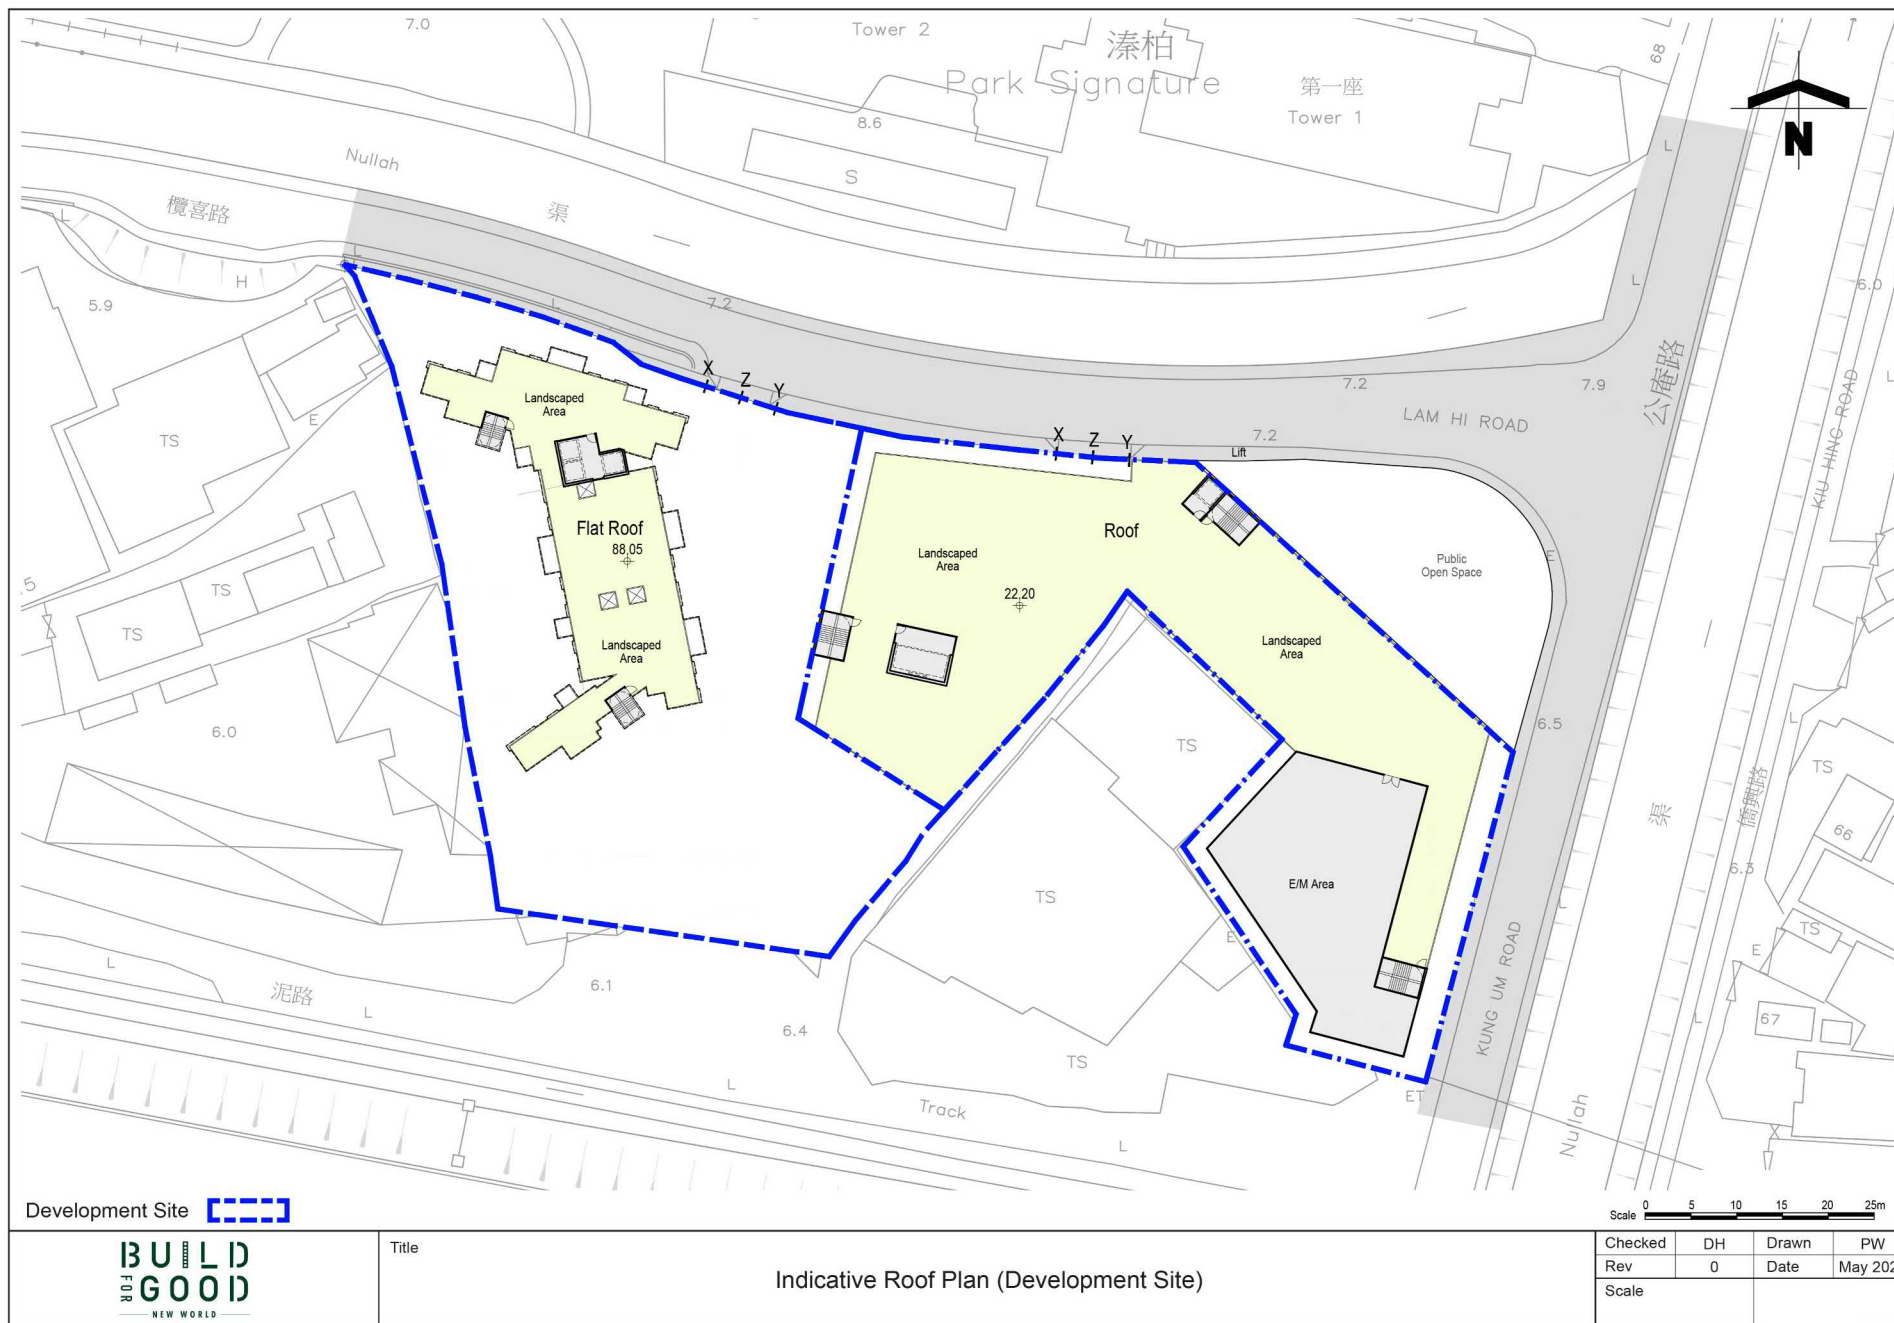 7.0
Tower 2
溱柏
Park Signature
第一座
Tower 1
68
8.6
S
N
Nullah
渠
欖喜路
L
L
L
H
5.9
L
7.2
L
6.0
E
TS
TS
TS
6.0
X
Z
Y
Landscaped
Area
Flat Roof
88.05
Landscaped
Area
X
Z
Y
7.2
Lift
LAM HI ROAD
7.2
7.9
公庵路
KIU HING ROAD
Roof
Landscaped
Area
22.20
Landscaped
Area
Public
Open Space
E
6.5
渠
僑興路
TS
66
6.3
TS
TS
E/M Area
TS
E
L
E
TS
67
L
KUNG UM ROAD
ET
Nullah
L
泥路
L
6.1
6.4
TS
L
Track
L
Development Site
Scale 0 5 10 15 20 25m
BUILD
FOR GOOD
NEW WORLD
Title
Indicative Roof Plan (Development Site)
Checked DH Drawn PW
Rev 0 Date May 202
Scale